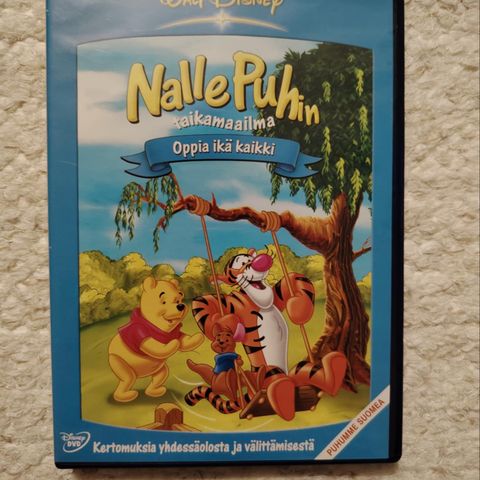 WALT DISNEY
Nalle Puhin
taikamaailma
Oppia ikä kaikki
Disney
DVD
Kertomuksia yhdessäolosta ja välittämisestä
PUHUMME SUOMEA